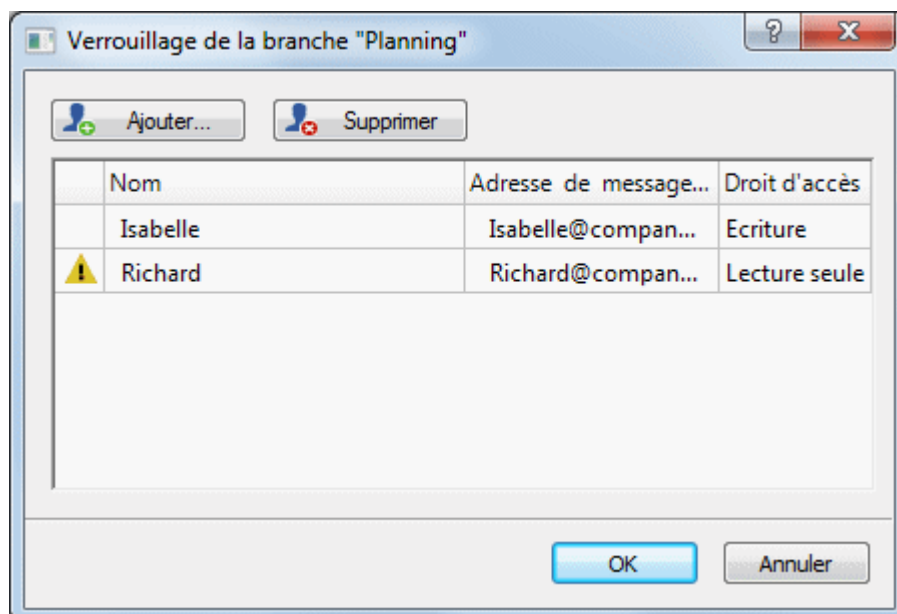 Verrouillage de la branche "Planning"
Ajouter... Supprimer
Nom Adresse de message... Droit d'accès
Isabelle Isabelle@compan... Ecriture
Richard Richard@compan... Lecture seule
OK Annuler